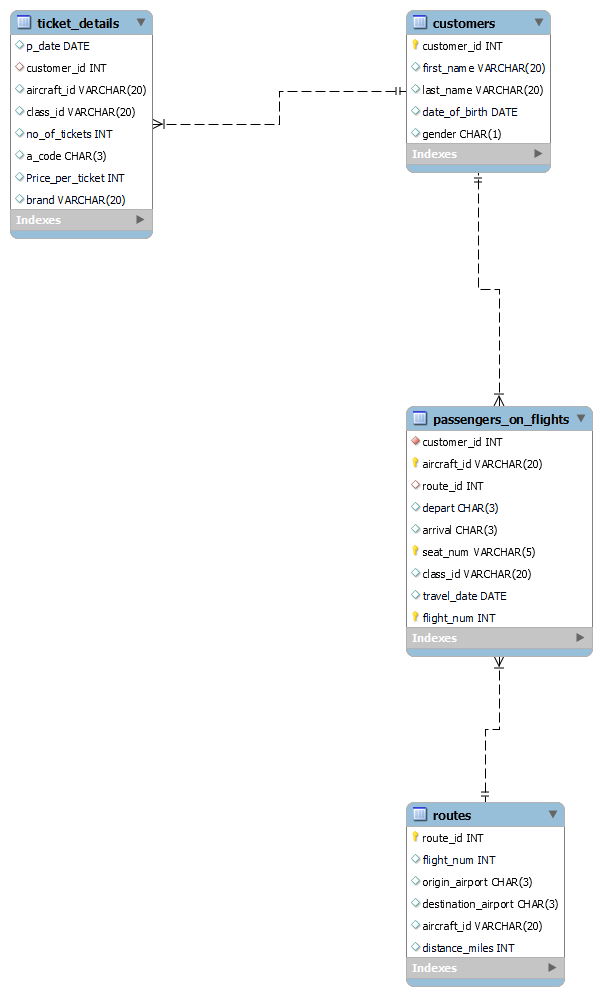 ticket_details
p_date DATE
customer_id INT
aircraft_id VARCHAR(20)
class_id VARCHAR(20)
no_of_tickets INT
a_code CHAR(3)
Price_per_ticket INT
brand VARCHAR(20)
Indexes
customers
customer_id INT
first_name VARCHAR(20)
last_name VARCHAR(20)
date_of_birth DATE
gender CHAR(1)
Indexes
passengers_on_flights
customer_id INT
aircraft_id VARCHAR(20)
route_id INT
depart CHAR(3)
arrival CHAR(3)
seat_num VARCHAR(5)
class_id VARCHAR(20)
travel_date DATE
flight_num INT
Indexes
routes
route_id INT
flight_num INT
origin_airport CHAR(3)
destination_airport CHAR(3)
aircraft_id VARCHAR(20)
distance_miles INT
Indexes